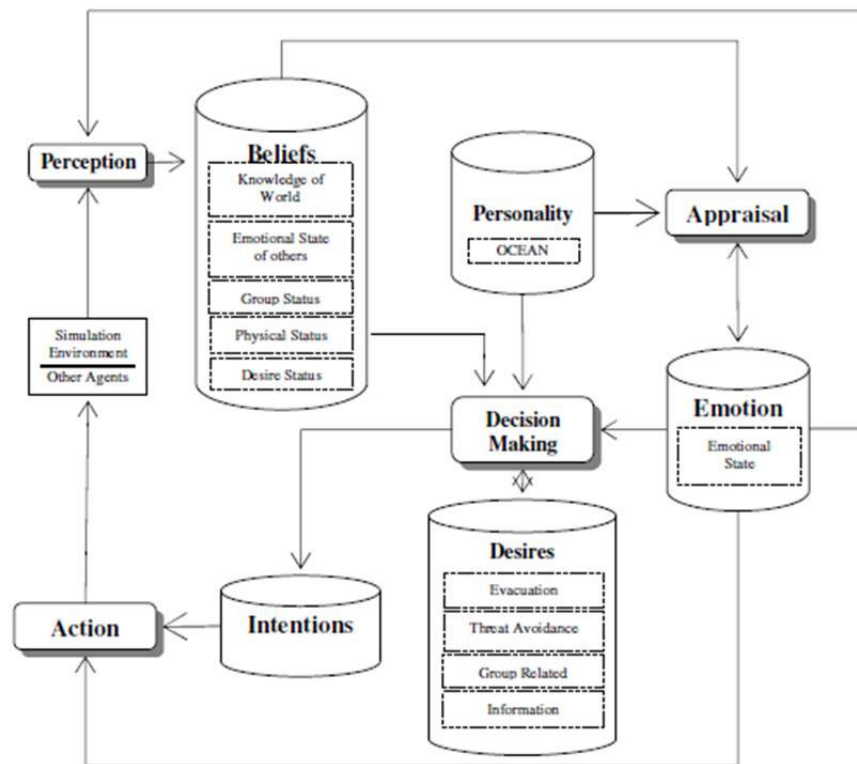 Perception
Beliefs
Knowledge of
World
Emotional State
of others
Group Status
Physical Status
Desire Status
Personality
OCEAN
Appraisal
Simulation
Environment
Other Agents
Decision
Making
Emotion
Emotional
State
Desires
Evacuation
Threat Avoidance
Group Related
Information
Intentions
Action